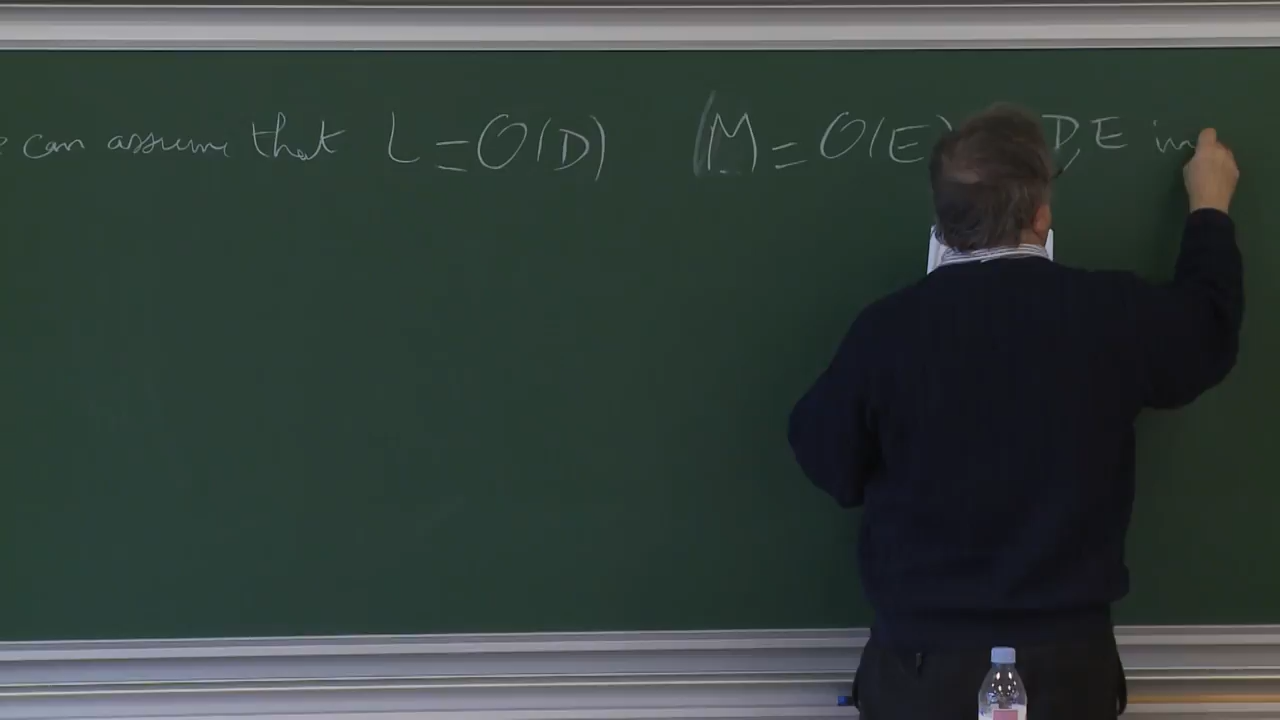 can assume that L = O(D) (M = O(E) D, E